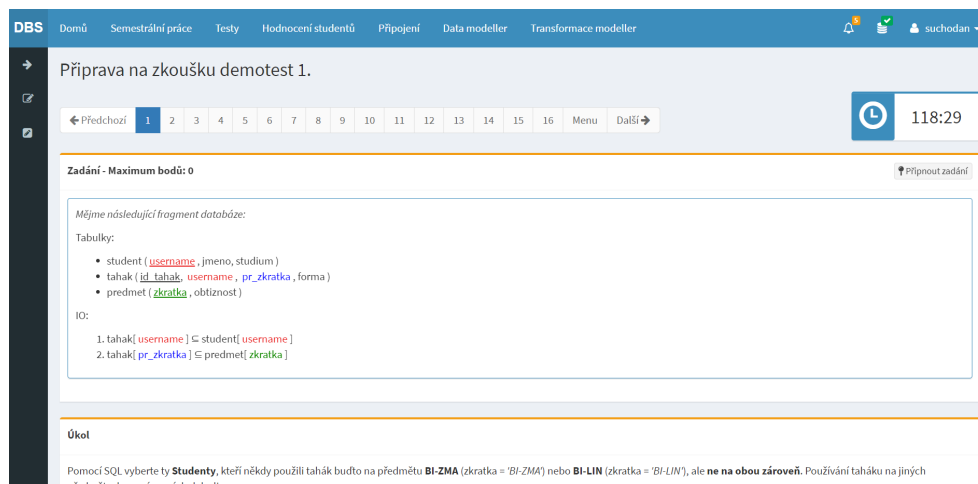 DBS Domů Semestrální práce Testy Hodnocení studentů Připojení Data modeller Transformace modeller 5 suchodan
Připrava na zkoušku demotest 1.
Předchozí 1 2 3 4 5 6 7 8 9 10 11 12 13 14 15 16 Menu Další 118:29
Zadání - Maximum bodů: 0 Připnout zadání
Mějme následující fragment databáze:
Tabulky:
• student ( username , jmeno, studium )
• tahak ( id_tahak, username , pr_zkratka , forma )
• predmet ( zkratka , obtiznost )
IO:
1. tahak[ username ] ⊆ student[ username ]
2. tahak[ pr_zkratka ] ⊆ predmet[ zkratka ]
Úkol
Pomocí SQL vyberte ty Studenty, kteří někdy použili tahák buďto na předmětu BI-ZMA (zkratka = 'BI-ZMA') nebo BI-LIN (zkratka = 'BI-LIN'), ale ne na obou zároveň. Používání taháku na jiných